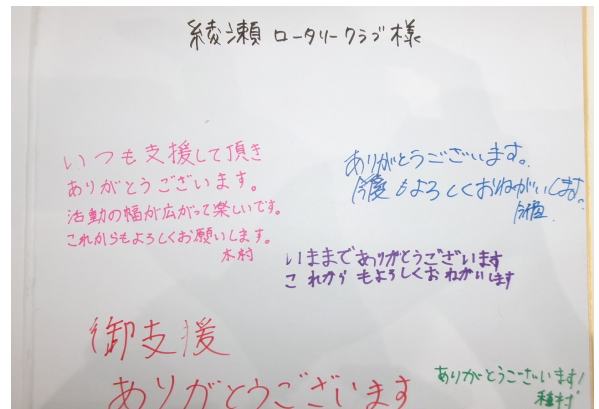 綾瀬 ロータリークラブ様
いつも支援して頂き
ありがとうございます。
活動の幅が広がって楽しいです。
これからもよろしくお願いします。
木村
ありがとうございます。
今度もよろしくおねがいします。
いままでありがとうございます
これからもよろしくおねがいします
御支援
ありがとうございます
ありがとうございます!
種村